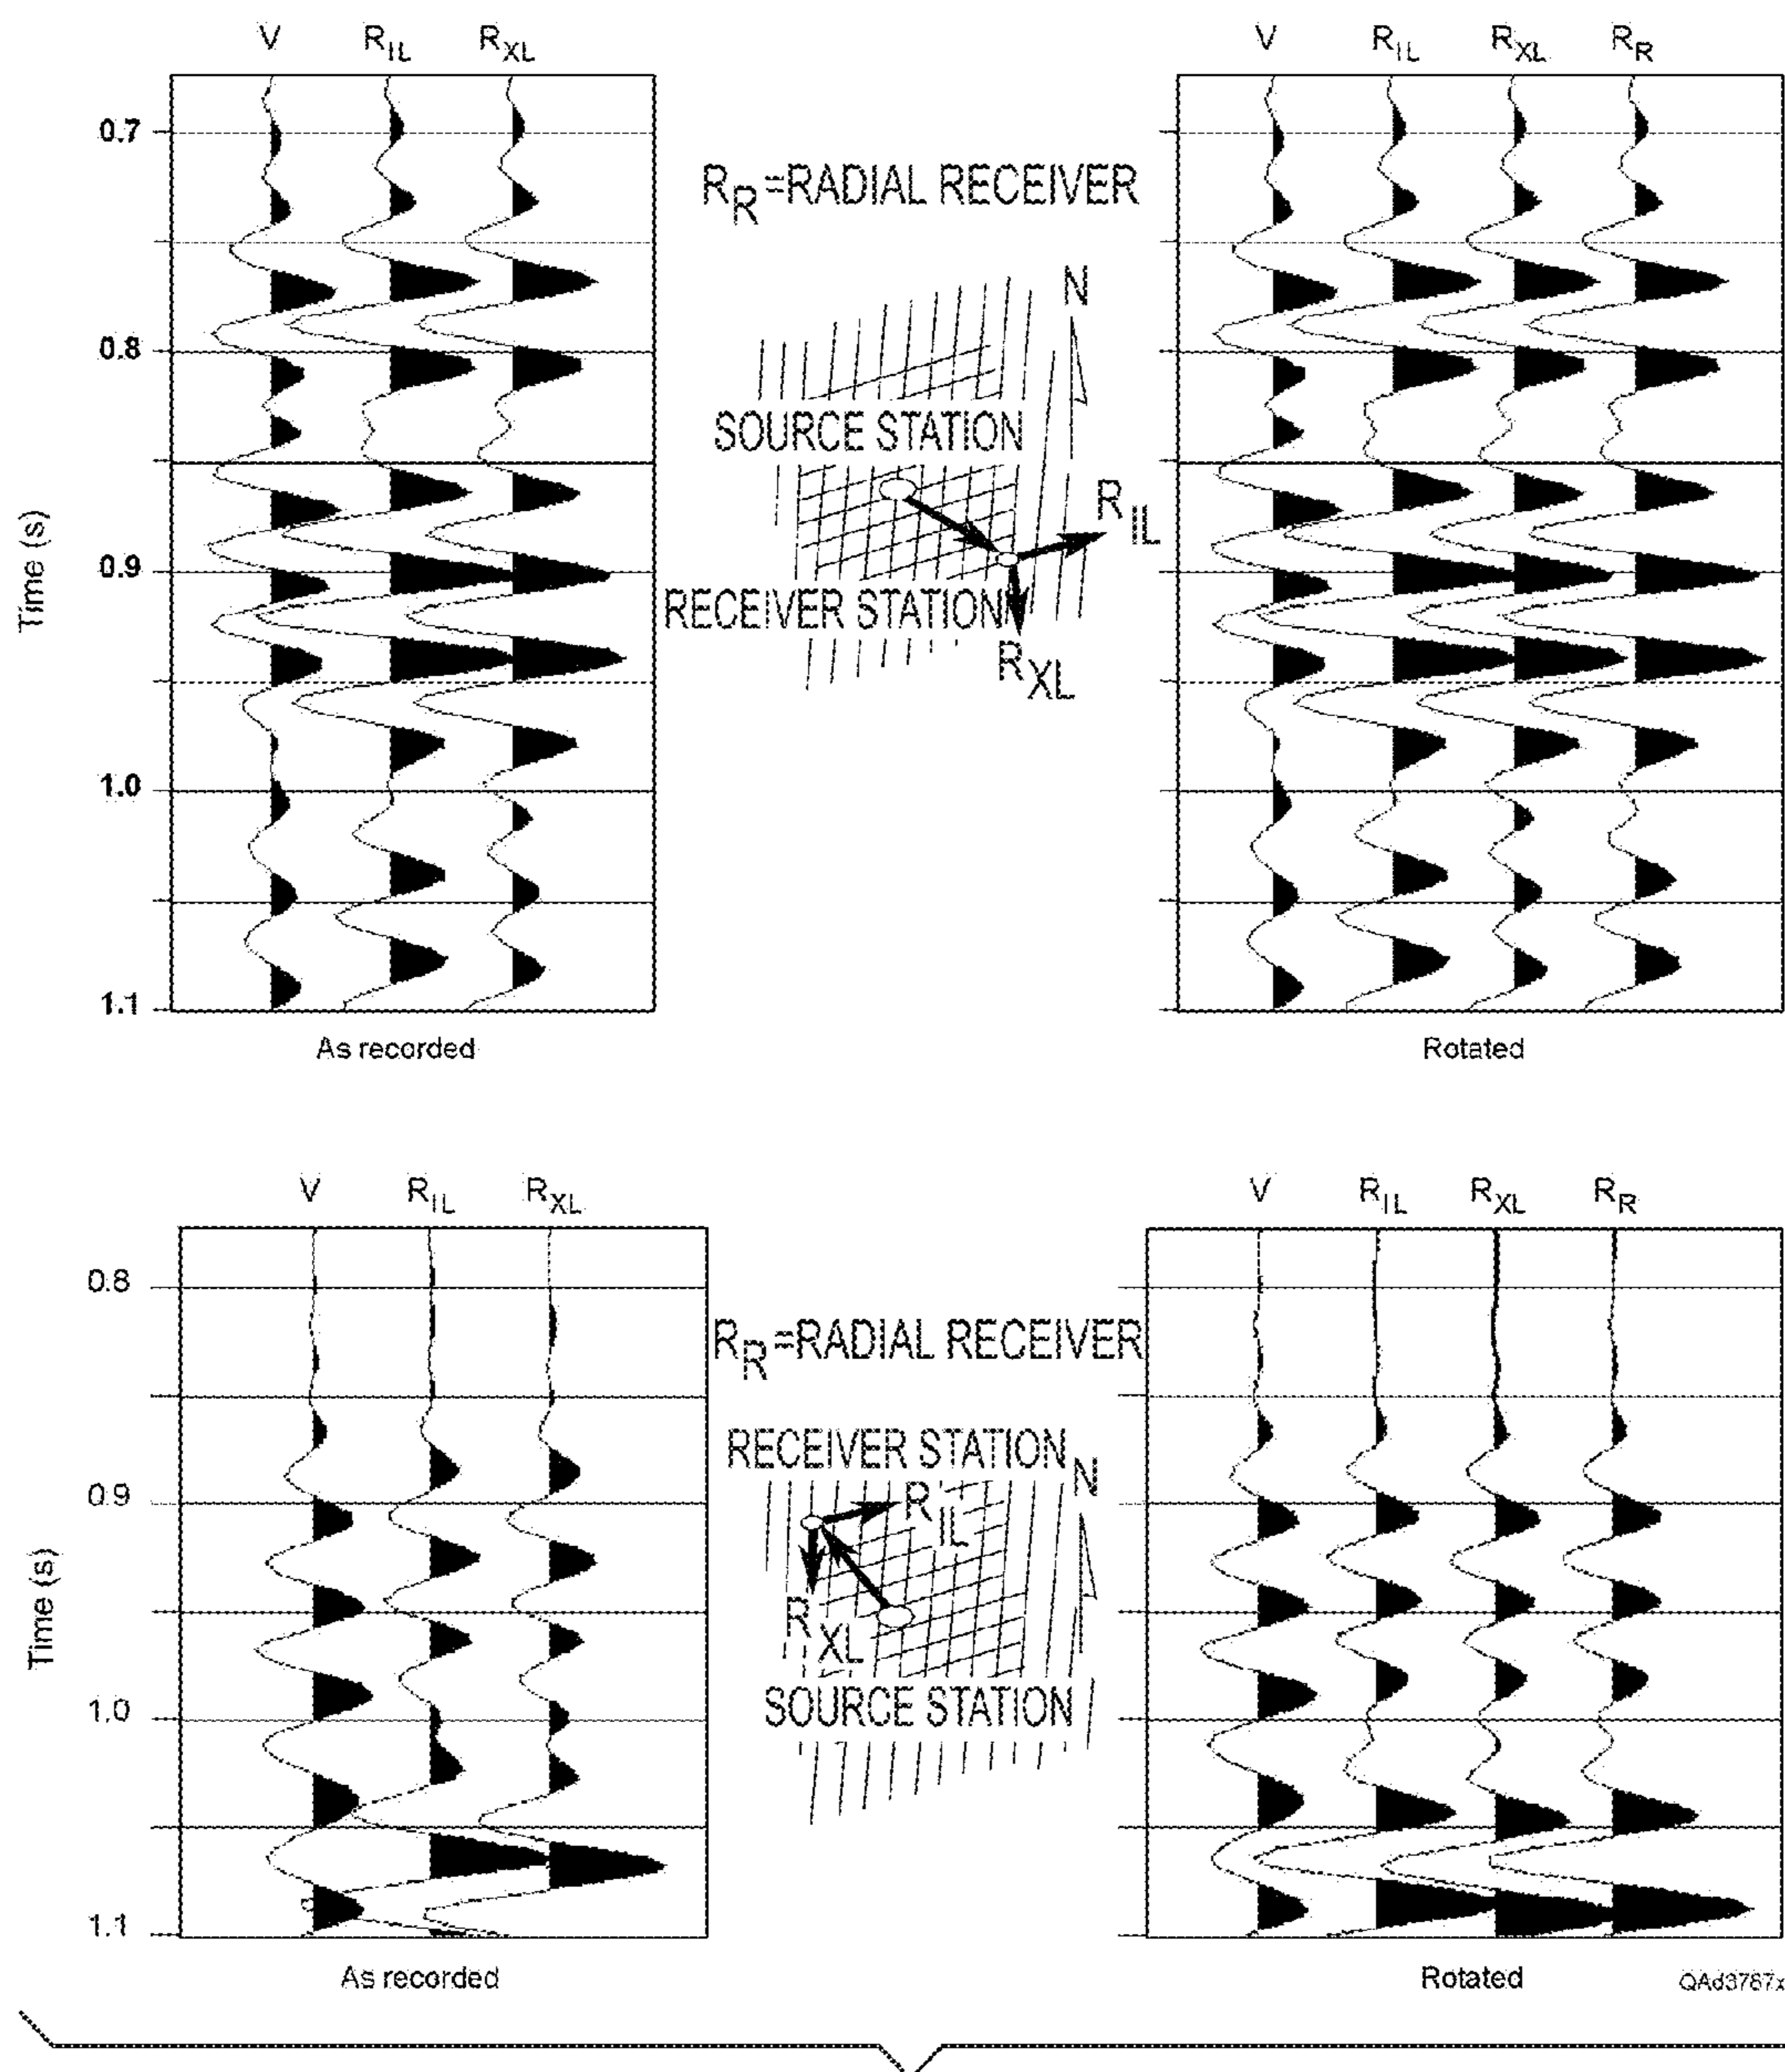 V R_IL R_XL
V R_IL R_XL R_R
0.7
0.8
0.9
1.0
1.1
Time (s)
R_R=RADIAL RECEIVER
N
SOURCE STATION
R_IL
RECEIVER STATION
R_XL
As recorded
Rotated
V R_IL R_XL
V R_IL R_XL R_R
0.8
0.9
1.0
1.1
Time (s)
R_R=RADIAL RECEIVER
RECEIVER STATION
N
R_IL
R_XL
SOURCE STATION
As recorded
Rotated
QAd3787x